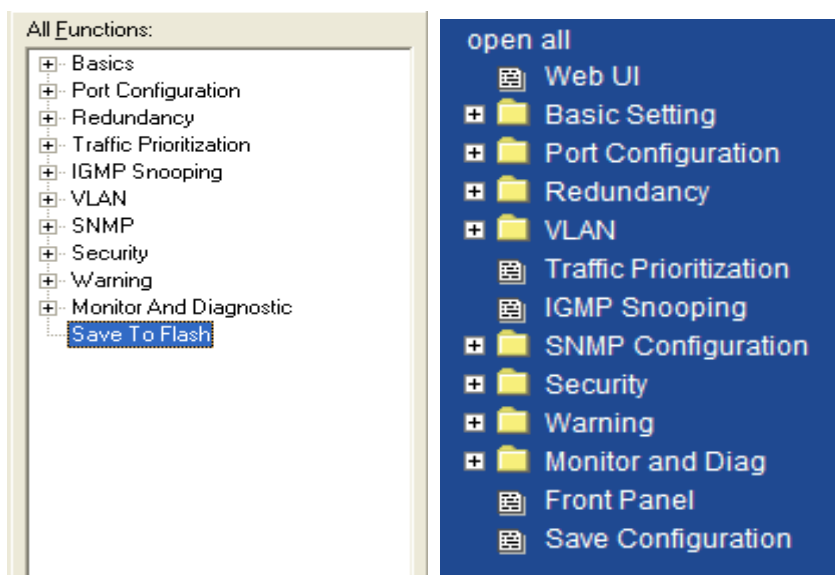 All Functions:
Basics
Port Configuration
Redundancy
Traffic Prioritization
IGMP Snooping
VLAN
SNMP
Security
Warning
Monitor And Diagnostic
Save To Flash
open all
Web UI
Basic Setting
Port Configuration
Redundancy
VLAN
Traffic Prioritization
IGMP Snooping
SNMP Configuration
Security
Warning
Monitor and Diag
Front Panel
Save Configuration